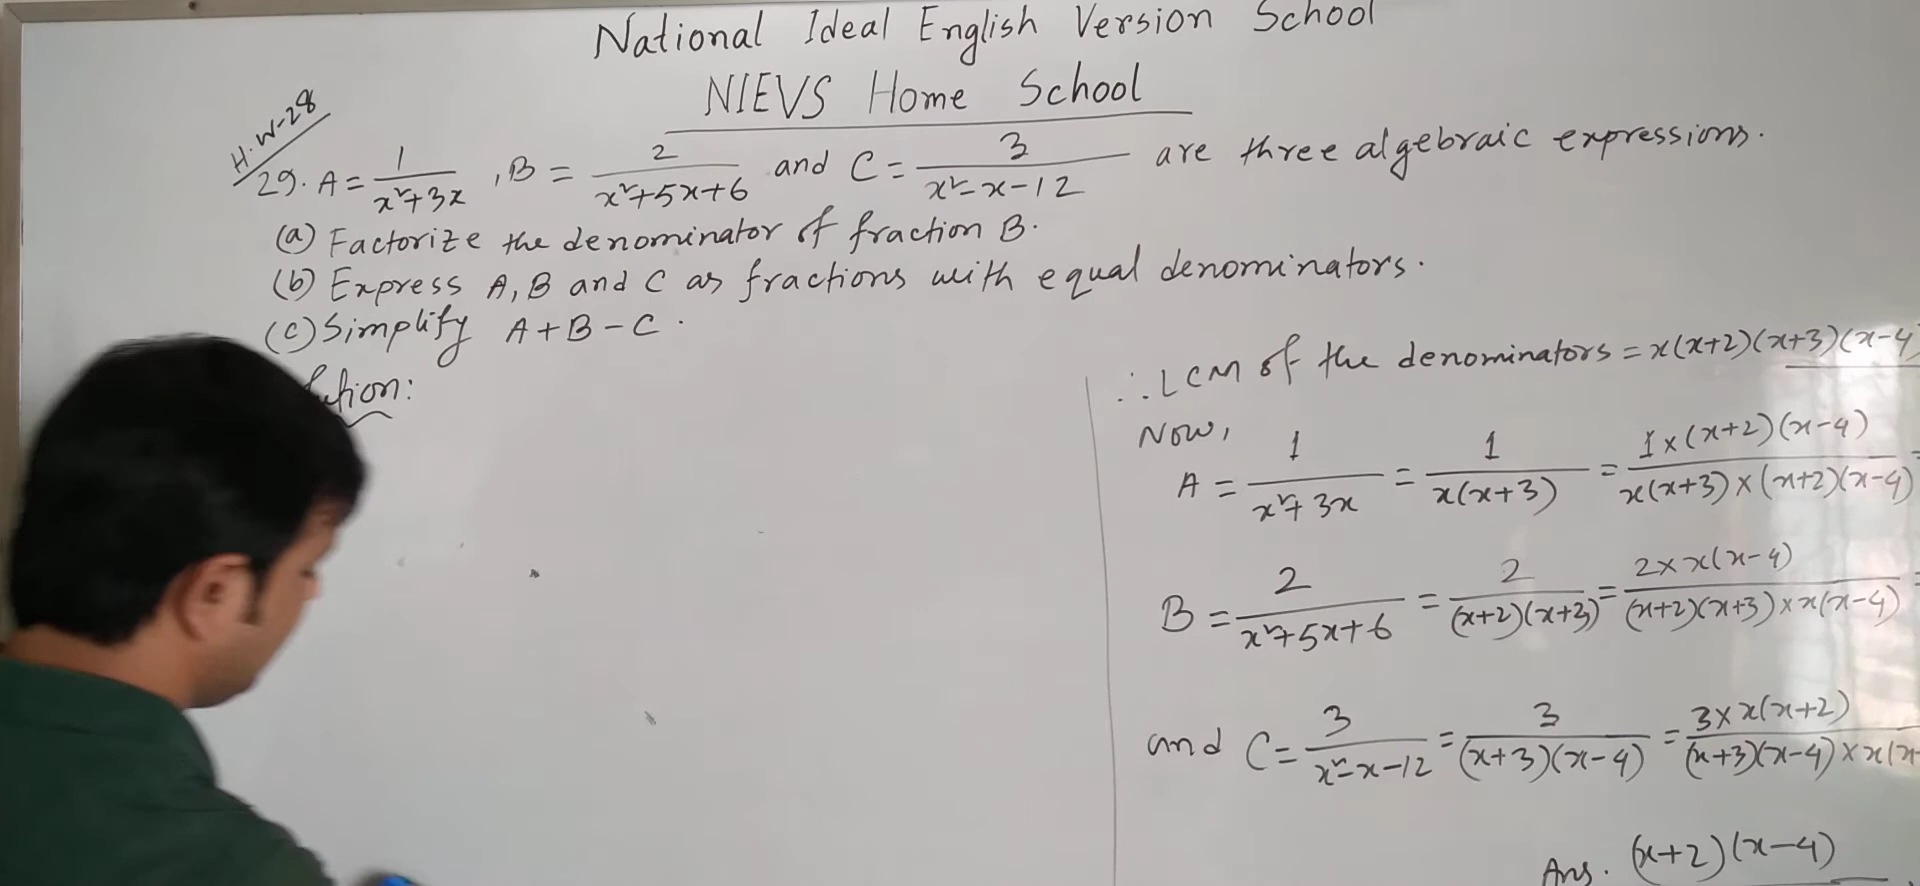 National Ideal English Version School
NIEVS Home School
H.W-28
29. A = 1/(x²+3x), B = 2/(x²+5x+6) and C = 3/(x²-x-12) are three algebraic expressions.
(a) Factorize the denominator of fraction B.
(b) Express A, B and C as fractions with equal denominators.
(c) Simplify A+B-C.
∴ LCM of the denominators = x(x+2)(x+3)(x-4)
Now,
A = 1/(x²+3x) = 1/(x(x+3)) = (1×(x+2)(x-4))/(x(x+3)×(x+2)(x-4)) =
B = 2/(x²+5x+6) = 2/((x+2)(x+3)) = (2×x(x-4))/((x+2)(x+3)×x(x-4)) =
and C = 3/(x²-x-12) = 3/((x+3)(x-4)) = (3×x(x+2))/((x+3)(x-4)×x(x
Ans. (x+2)(x-4)